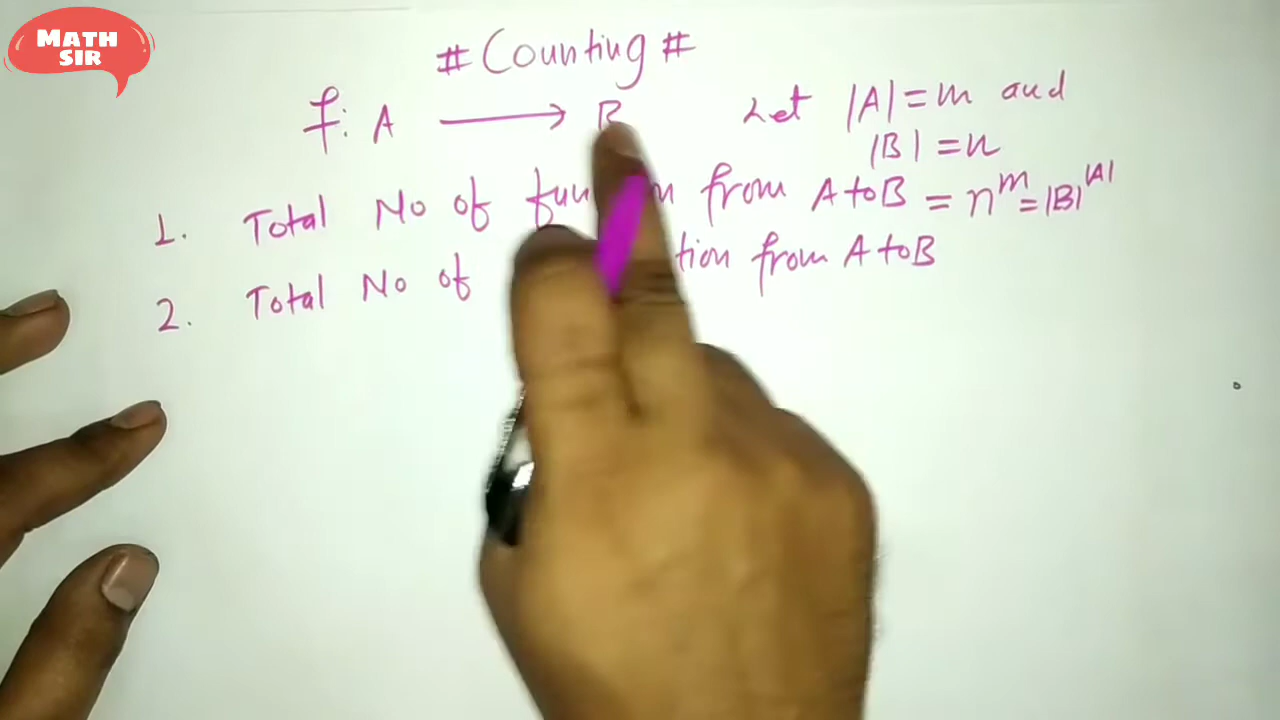 MATH
SIR
# Counting #
f: A ⟶ B Let |A|=m and
|B|=n
1. Total No of from A to B = n^m = |B|^|A|
2. Total No of from A to B